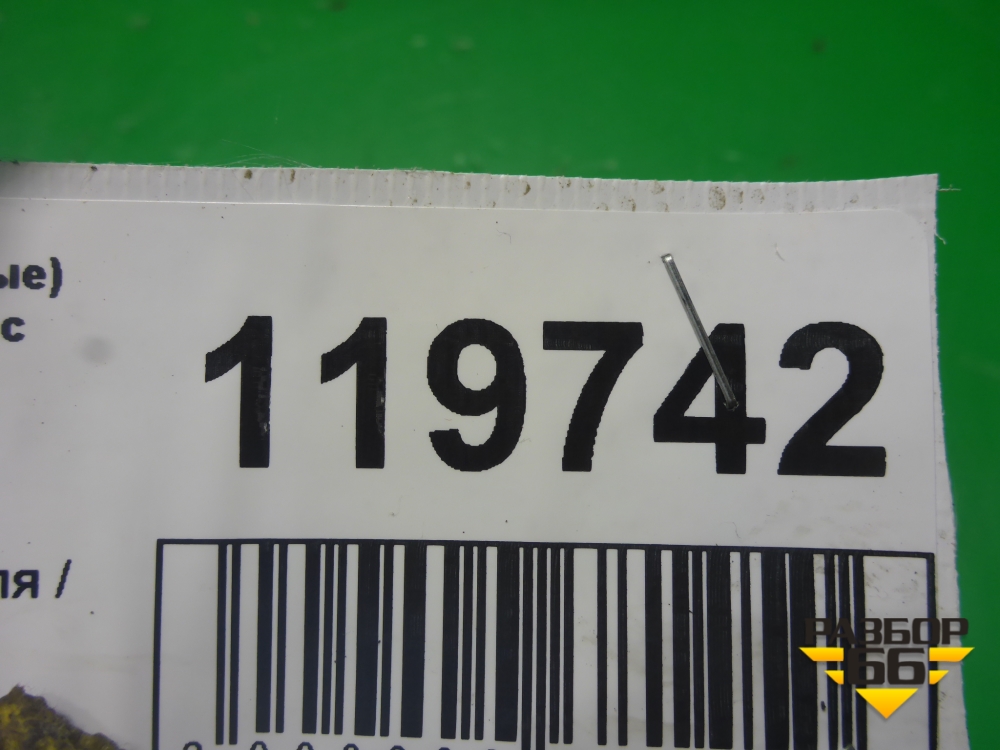 ые)
с
119742
ля /
РАЗБОР
66